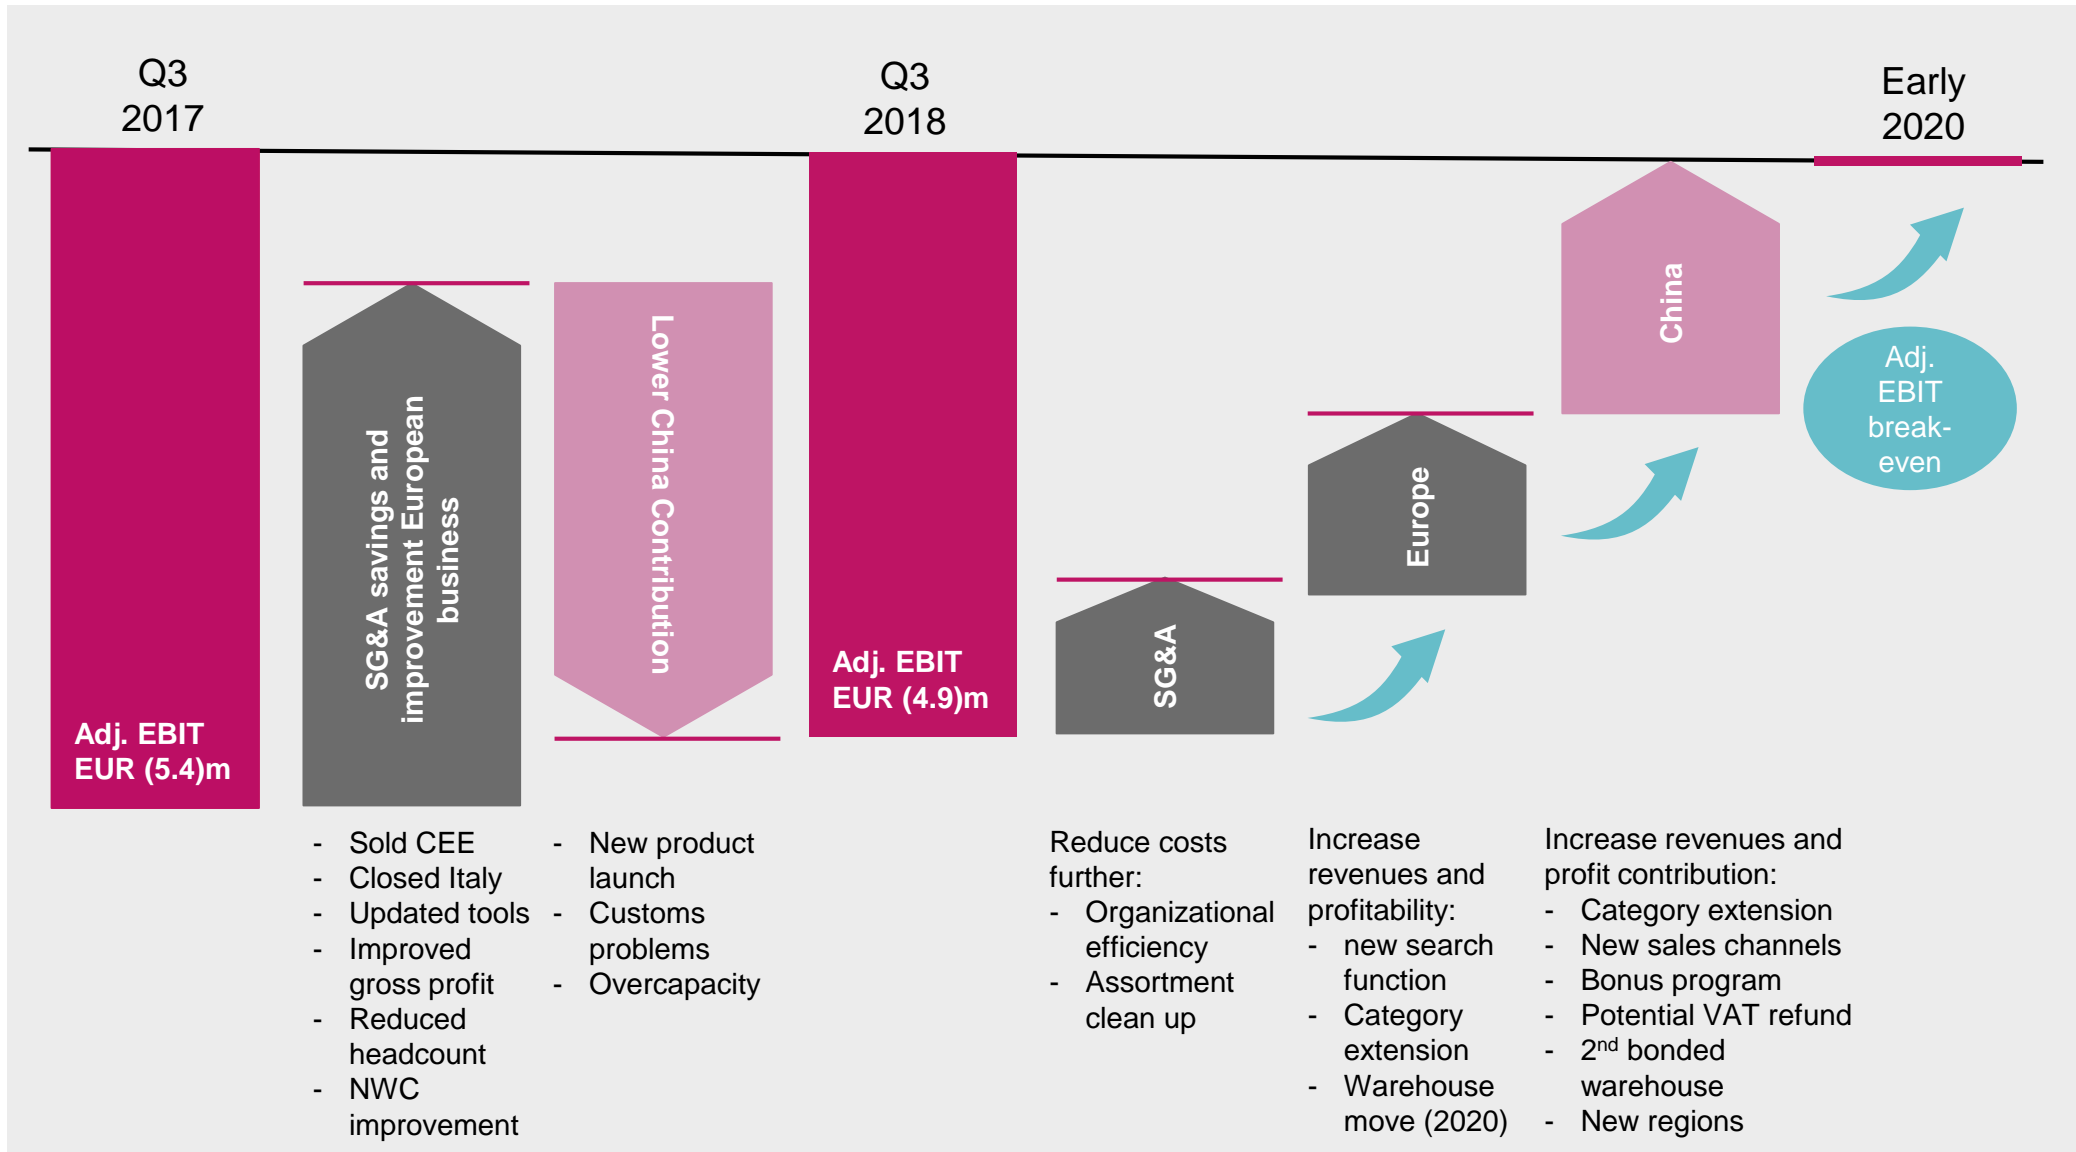 Q3
2017
Q3
2018
Early
2020
Adj. EBIT
EUR (5.4)m
SG&A savings and
improvement European
business
Lower China Contribution
Adj. EBIT
EUR (4.9)m
SG&A
Europe
China
Adj.
EBIT
break-
even
- Sold CEE
- Closed Italy
- Updated tools
- Improved
gross profit
- Reduced
headcount
- NWC
improvement
- New product
launch
- Customs
problems
- Overcapacity
Reduce costs
further:
- Organizational
efficiency
- Assortment
clean up
Increase
revenues and
profitability:
- new search
function
- Category
extension
- Warehouse
move (2020)
Increase revenues and
profit contribution:
- Category extension
- New sales channels
- Bonus program
- Potential VAT refund
- 2nd bonded
warehouse
- New regions